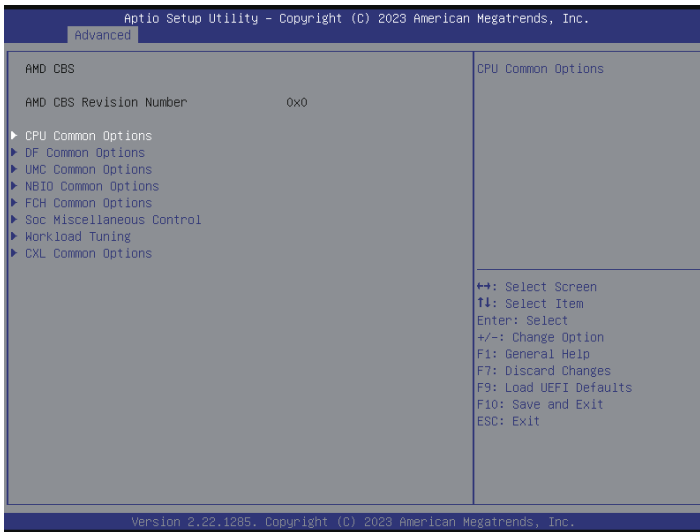 Aptio Setup Utility – Copyright (C) 2023 American Megatrends, Inc.
Advanced
AMD CBS
AMD CBS Revision Number 0x0
CPU Common Options
DF Common Options
UMC Common Options
NBIO Common Options
FCH Common Options
Soc Miscellaneous Control
Workload Tuning
CXL Common Options
CPU Common Options
↔: Select Screen
↑↓: Select Item
Enter: Select
+/-: Change Option
F1: General Help
F7: Discard Changes
F9: Load UEFI Defaults
F10: Save and Exit
ESC: Exit
Version 2.22.1285. Copyright (C) 2023 American Megatrends, Inc.